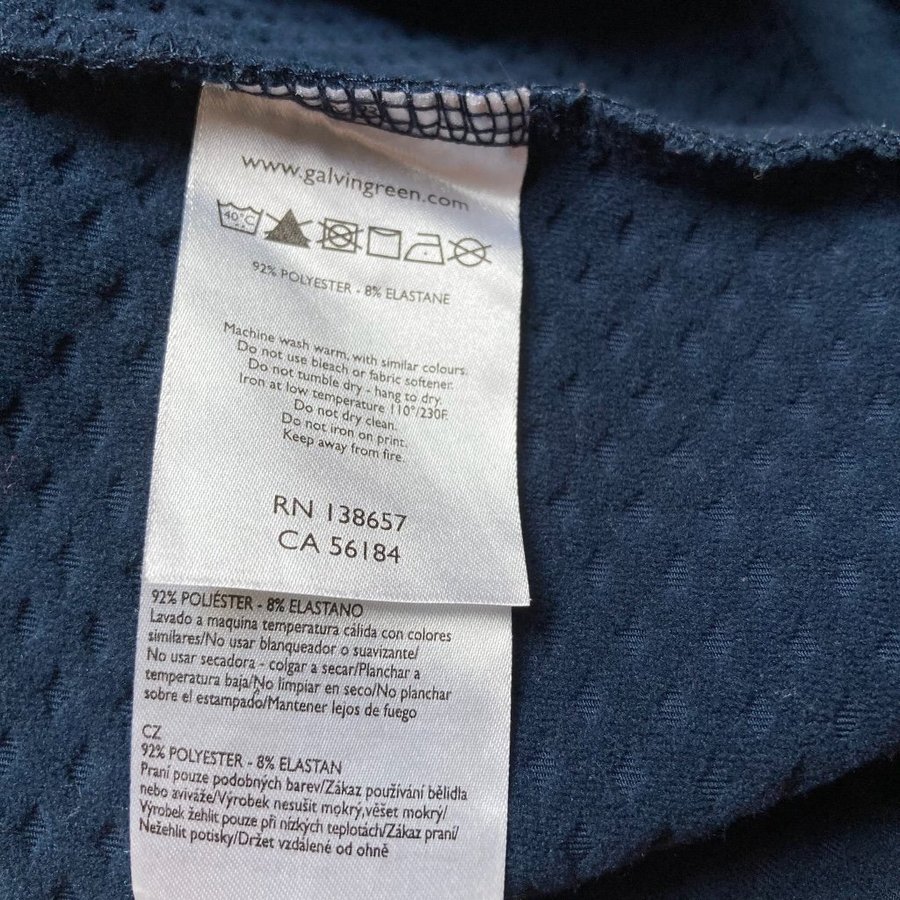 www.galvingreen.com
40°C
92% POLYESTER - 8% ELASTANE
Machine wash warm, with similar colours.
Do not use bleach or fabric softener.
Do not tumble dry - hang to dry.
Iron at low temperature 110°/230F.
Do not dry clean.
Do not iron on print.
Keep away from fire.
RN 138657
CA 56184
92% POLIÉSTER - 8% ELASTANO
Lavado a maquina temperatura cálida con colores
similares/No usar blanqueador o suavizante/
No usar secadora - colgar a secar/Planchar a
temperatura baja/No limpiar en seco/No planchar
sobre el estampado/Mantener lejos de fuego
CZ
92% POLYESTER - 8% ELASTAN
Praní pouze podobných barev/Zákaz používání bělidla
nebo aviváže/Výrobek nesušit mokrý,věšet mokrý/
Výrobek žehlit pouze při nízkých teplotách/Zákaz praní/
Nežehlit potisky/Držet vzdálené od ohně